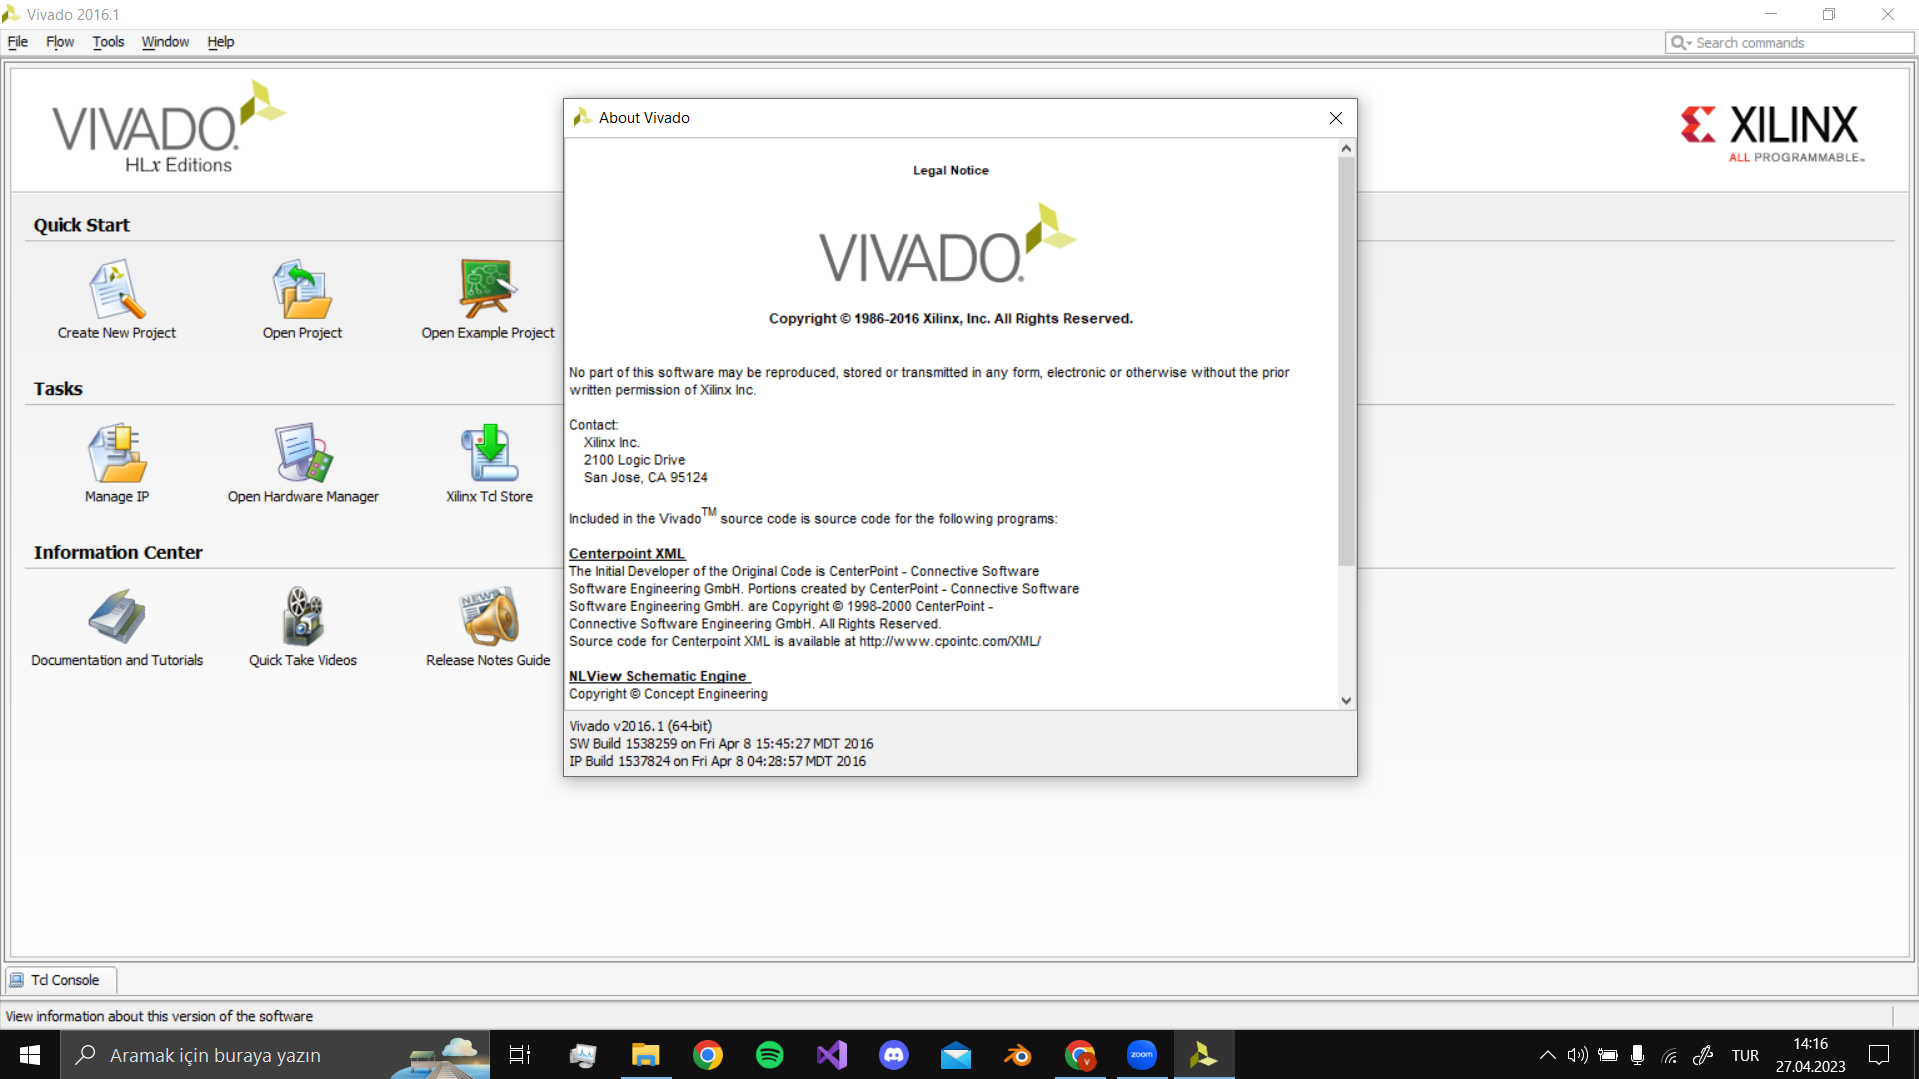 Vivado 2016.1
File Flow Tools Window Help
Search commands
VIVADO.
HLx Editions
XILINX
ALL PROGRAMMABLE™
Quick Start
Create New Project
Open Project
Open Example Project
Tasks
Manage IP
Open Hardware Manager
Xilinx Tcl Store
Information Center
Documentation and Tutorials
Quick Take Videos
NEWS
Release Notes Guide
About Vivado
Legal Notice
VIVADO.
Copyright © 1986-2016 Xilinx, Inc. All Rights Reserved.
No part of this software may be reproduced, stored or transmitted in any form, electronic or otherwise without the prior
written permission of Xilinx Inc.
Contact:
Xilinx Inc.
2100 Logic Drive
San Jose, CA 95124
Included in the Vivado™ source code is source code for the following programs:
Centerpoint XML
The Initial Developer of the Original Code is CenterPoint - Connective Software
Software Engineering GmbH. Portions created by CenterPoint - Connective Software
Software Engineering GmbH. are Copyright © 1998-2000 CenterPoint -
Connective Software Engineering GmbH. All Rights Reserved.
Source code for Centerpoint XML is available at http://www.cpointc.com/XML/
NLView Schematic Engine
Copyright © Concept Engineering
Vivado v2016.1 (64-bit)
SW Build 1538259 on Fri Apr 8 15:45:27 MDT 2016
IP Build 1537824 on Fri Apr 8 04:28:57 MDT 2016
Tcl Console
View information about this version of the software
Aramak için buraya yazın
zoom
TUR
14:16
27.04.2023